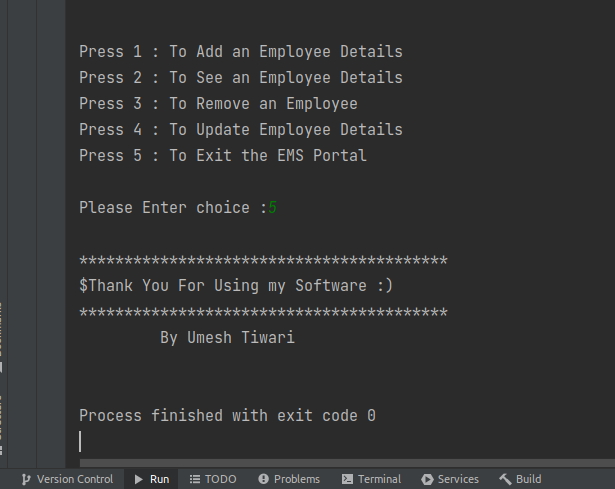 Press 1 : To Add an Employee Details
Press 2 : To See an Employee Details
Press 3 : To Remove an Employee
Press 4 : To Update Employee Details
Press 5 : To Exit the EMS Portal
Please Enter choice :5
*****************************************
$Thank You For Using my Software :)
*****************************************
By Umesh Tiwari
Process finished with exit code 0
Version Control Run TODO Problems Terminal Services Build